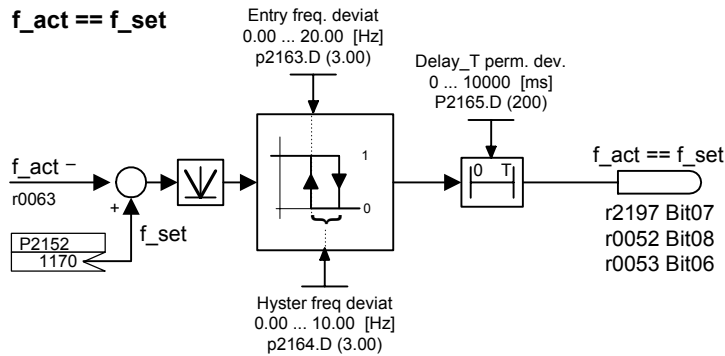 f_act == f_set
Entry freq. deviat
0.00 ... 20.00 [Hz]
p2163.D (3.00)
Delay_T perm. dev.
0 ... 10000 [ms]
P2165.D (200)
f_act –
r0063
+
f_set
P2152
1170
1
0
0 T
f_act == f_set
r2197 Bit07
r0052 Bit08
r0053 Bit06
Hyster freq deviat
0.00 ... 10.00 [Hz]
p2164.D (3.00)